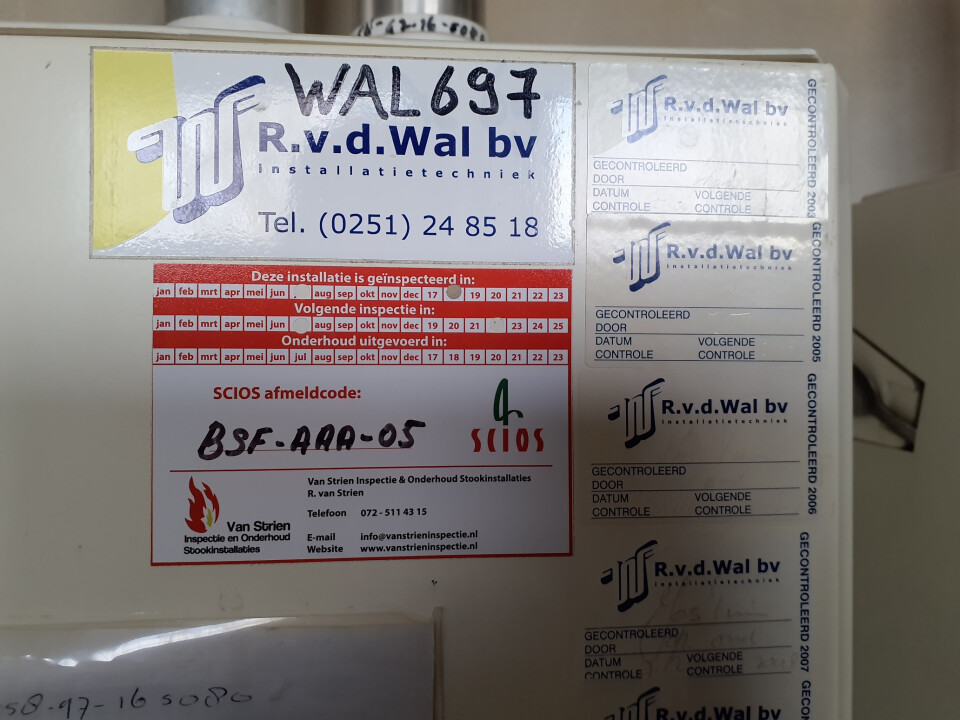 WAL697
R.v.d.Wal bv
installatietechniek
Tel. (0251) 24 85 18
Deze installatie is geïnspecteerd in:
jan feb mrt apr mei jun aug sep okt nov dec 17 19 20 21 22 23
Volgende inspectie in:
jan feb mrt apr mei jun aug sep okt nov dec 19 20 21 23 24 25
Onderhoud uitgevoerd in:
jan feb mrt apr mei jun jul aug sep okt nov dec 17 18 19 20 21 22 23
SCIOS afmeldcode:
BSF-AAA-05
SCIOS
Van Strien Inspectie & Onderhoud Stookinstallaties
R. van Strien
Telefoon 072 - 511 43 15
E-mail info@vanstrieninspectie.nl
Website www.vanstrieninspectie.nl
Van Strien
Inspectie en Onderhoud
Stookinstallaties
R.v.d.Wal bv
installatietechniek
GECONTROLEERD
DOOR
DATUM VOLGENDE
CONTROLE CONTROLE
GECONTROLEERD 2003
R.v.d.Wal bv
installatietechniek
GECONTROLEERD
DOOR
DATUM VOLGENDE
CONTROLE CONTROLE
GECONTROLEERD 2005
R.v.d.Wal bv
installatietechniek
GECONTROLEERD
DOOR
DATUM VOLGENDE
CONTROLE CONTROLE
GECONTROLEERD 2006
R.v.d.Wal bv
installatietechniek
GECONTROLEERD
DOOR
DATUM VOLGENDE
CONTROLE CONTROLE
GECONTROLEERD 2007
R.v.d.Wal bv
58-97-16 5080